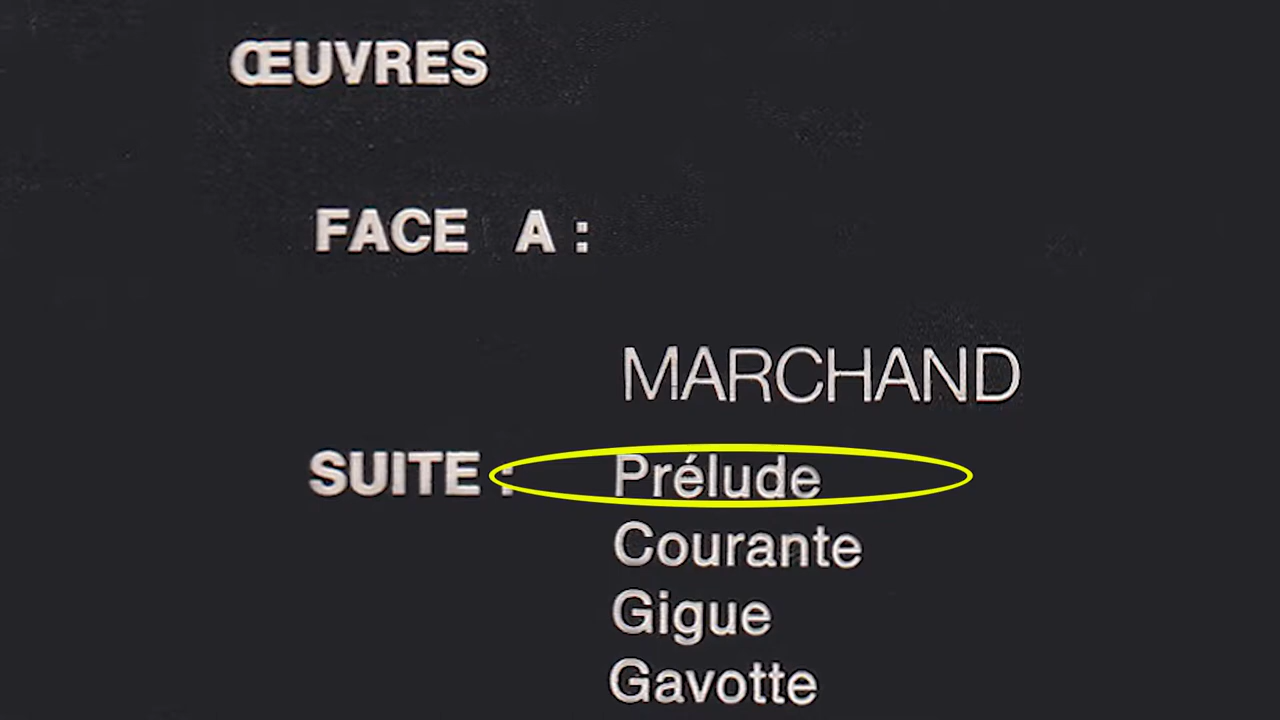 ŒUVRES
FACE A :
MARCHAND
SUITE : Prélude
Courante
Gigue
Gavotte